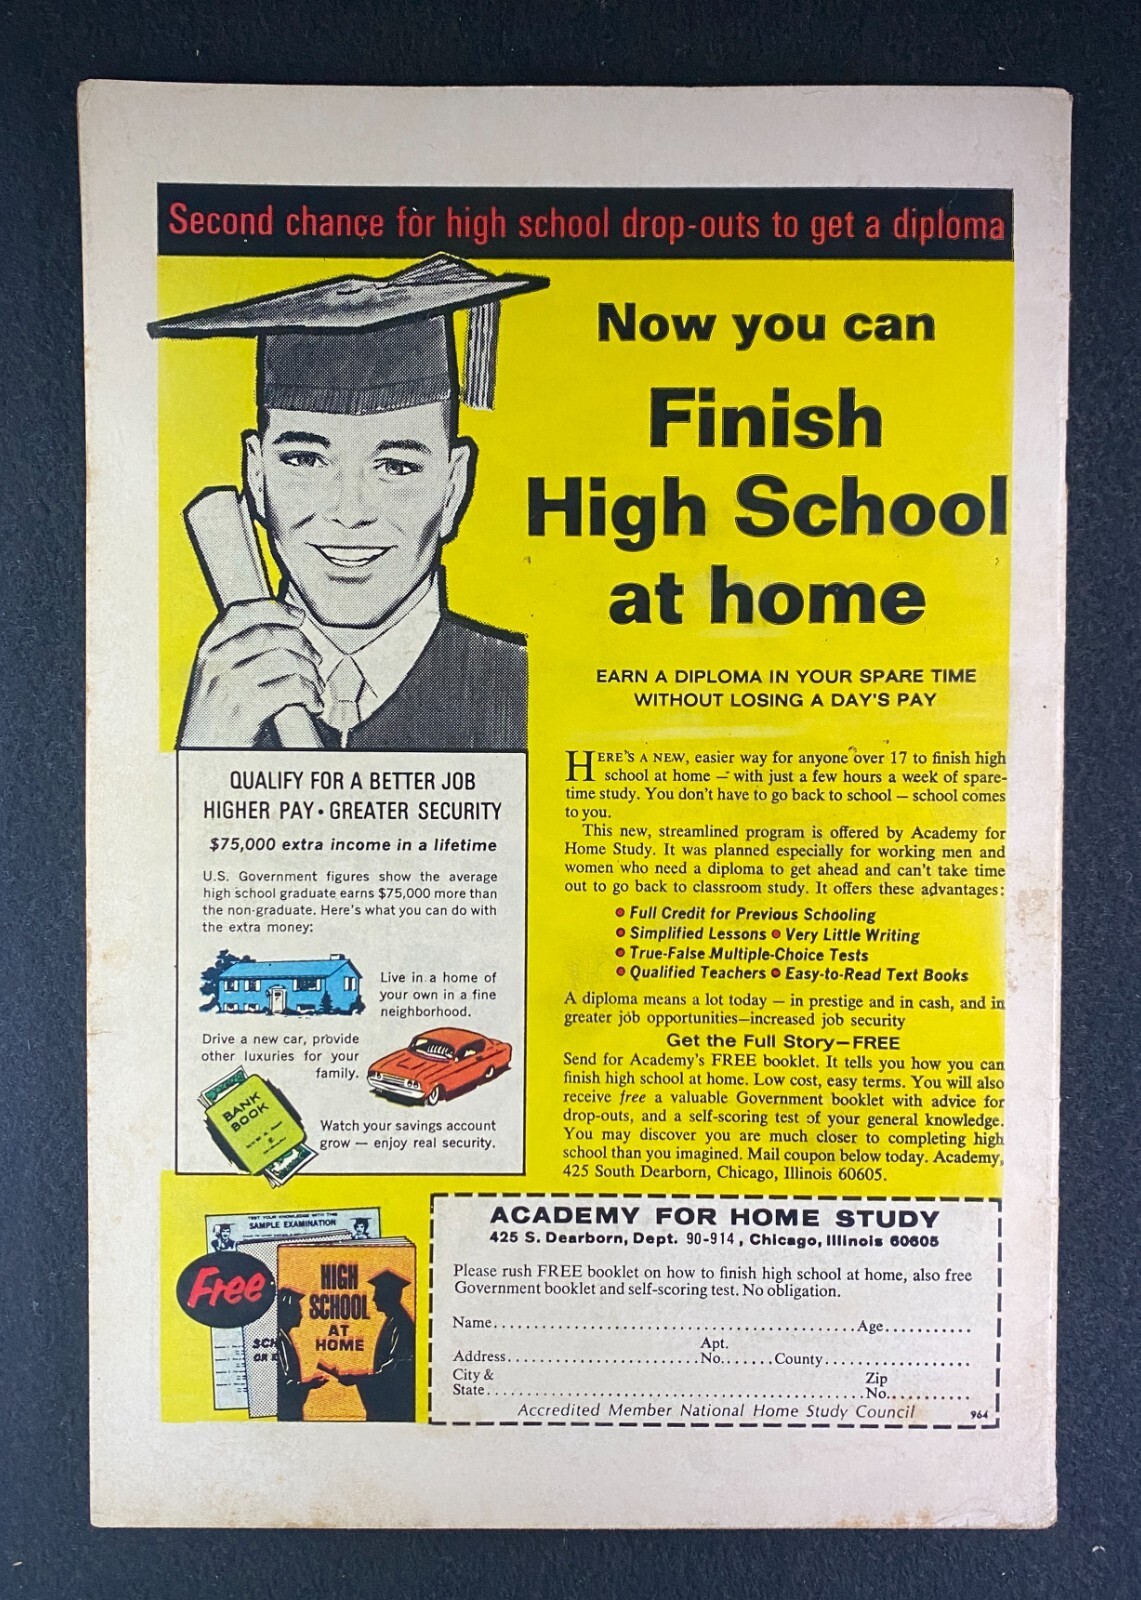 Second chance for high school drop-outs to get a diploma
Now you can
Finish
High School
at home
EARN A DIPLOMA IN YOUR SPARE TIME
WITHOUT LOSING A DAY'S PAY
QUALIFY FOR A BETTER JOB
HIGHER PAY • GREATER SECURITY
$75,000 extra income in a lifetime
U.S. Government figures show the average
high school graduate earns $75,000 more than
the non-graduate. Here's what you can do with
the extra money:
Live in a home of
your own in a fine
neighborhood.
Drive a new car, provide
other luxuries for your
family.
BANK
BOOK
Watch your savings account
grow — enjoy real security.
HERE'S A NEW, easier way for anyone over 17 to finish high
school at home — with just a few hours a week of spare-
time study. You don't have to go back to school — school comes
to you.
This new, streamlined program is offered by Academy for
Home Study. It was planned especially for working men and
women who need a diploma to get ahead and can't take time
out to go back to classroom study. It offers these advantages:
• Full Credit for Previous Schooling
• Simplified Lessons • Very Little Writing
• True-False Multiple-Choice Tests
• Qualified Teachers • Easy-to-Read Text Books
A diploma means a lot today — in prestige and in cash, and in
greater job opportunities—increased job security
Get the Full Story—FREE
Send for Academy's FREE booklet. It tells you how you can
finish high school at home. Low cost, easy terms. You will also
receive free a valuable Government booklet with advice for
drop-outs, and a self-scoring test of your general knowledge.
You may discover you are much closer to completing high
school than you imagined. Mail coupon below today. Academy,
425 South Dearborn, Chicago, Illinois 60605.
TEST YOUR KNOWLEDGE WITH THIS
SAMPLE EXAMINATION
Free
HIGH
SCHOOL
AT
HOME
SCH
OR
ACADEMY FOR HOME STUDY
425 S. Dearborn, Dept. 90-914, Chicago, Illinois 60605
Please rush FREE booklet on how to finish high school at home, also free
Government booklet and self-scoring test. No obligation.
Name.......................................................Age............
Apt.
Address............................No.......County......................
City & Zip
State.......................................................No...........
Accredited Member National Home Study Council 964